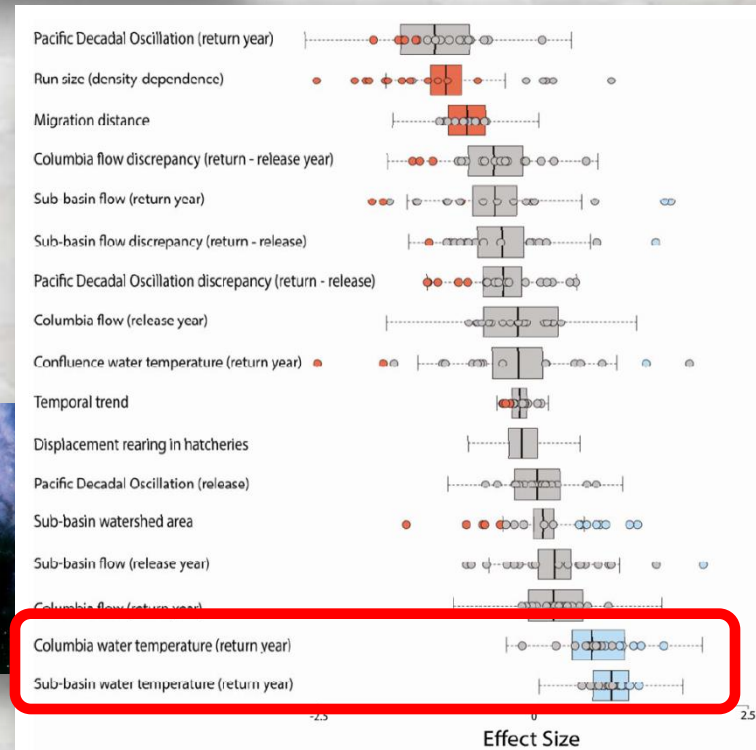 Pacific Decadal Oscillation (return year)
Run size (density dependence)
Migration distance
Columbia flow discrepancy (return - release year)
Sub-basin flow (return year)
Sub-basin flow discrepancy (return - release)
Pacific Decadal Oscillation discrepancy (return - release)
Columbia flow (release year)
Confluence water temperature (return year)
Temporal trend
Displacement rearing in hatcheries
Pacific Decadal Oscillation (release)
Sub-basin watershed area
Sub-basin flow (release year)
Columbia flow (return year)
Columbia water temperature (return year)
Sub-basin water temperature (return year)
-2.5 0 2.5
Effect Size